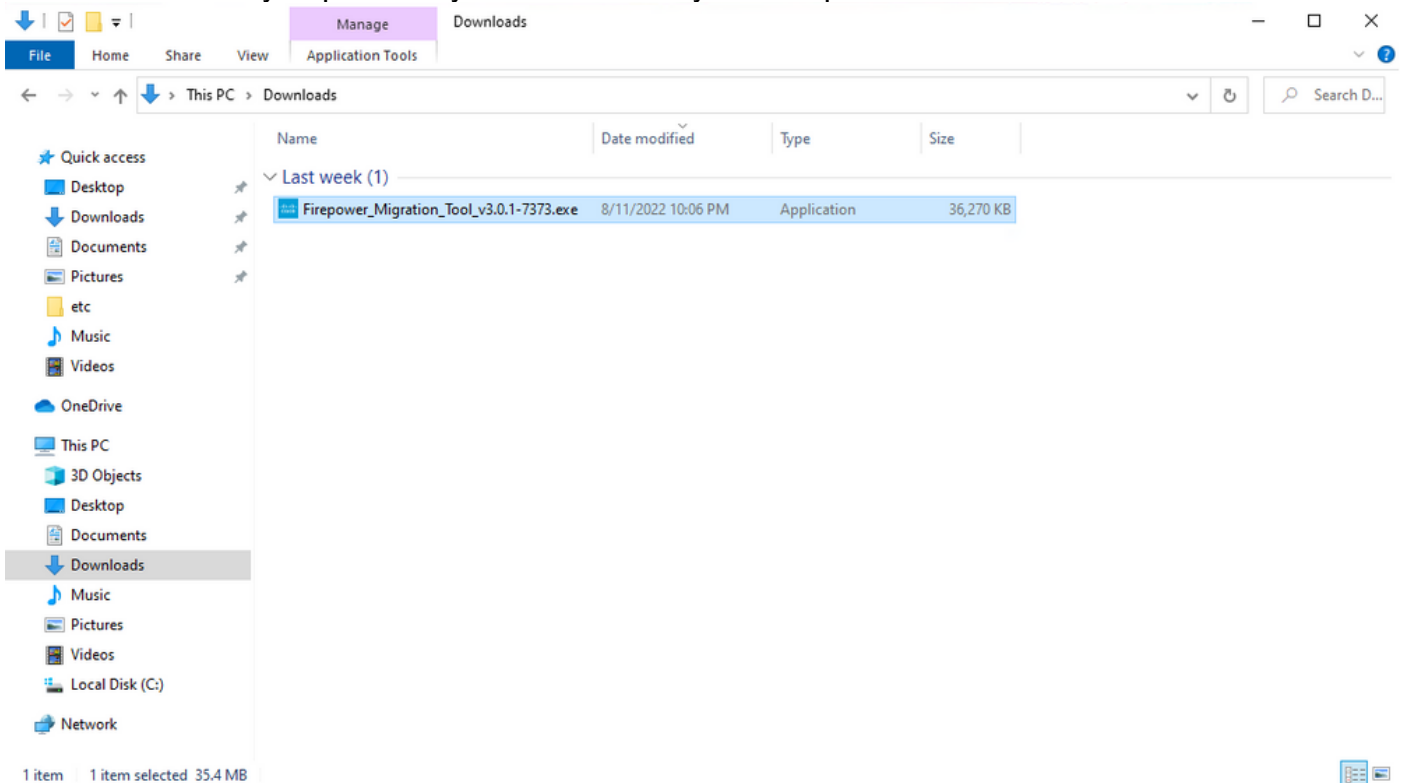 Manage
Downloads
File
Home
Share
View
Application Tools
This PC > Downloads
Search D...
Name
Date modified
Type
Size
Quick access
Desktop
Downloads
Documents
Pictures
etc
Music
Videos
OneDrive
This PC
3D Objects
Desktop
Documents
Downloads
Music
Pictures
Videos
Local Disk (C:)
Network
Last week (1)
Firepower_Migration_Tool_v3.0.1-7373.exe 8/11/2022 10:06 PM Application 36,270 KB
1 item 1 item selected 35.4 MB